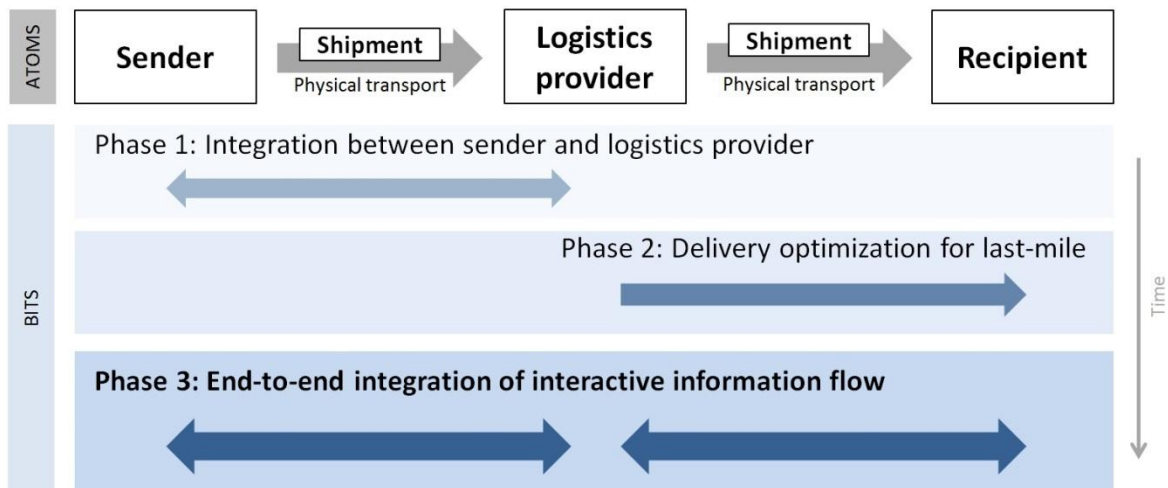 ATOMS
Sender
Shipment
Physical transport
Logistics
provider
Shipment
Physical transport
Recipient
BITS
Phase 1: Integration between sender and logistics provider
Phase 2: Delivery optimization for last-mile
Phase 3: End-to-end integration of interactive information flow
Time